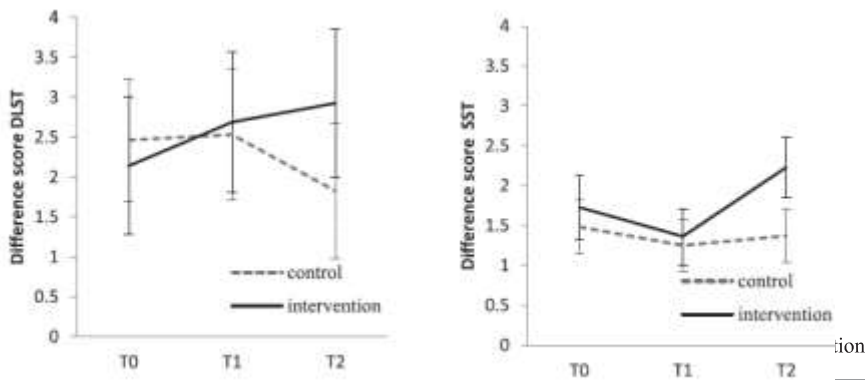 4
3.5
3
2.5
2
1.5
1
0.5
0
Difference score DLST
control
intervention
T0 T1 T2
4
3.5
3
2.5
2
1.5
1
0.5
0
Difference score SST
control
intervention
T0 T1 T2
tion